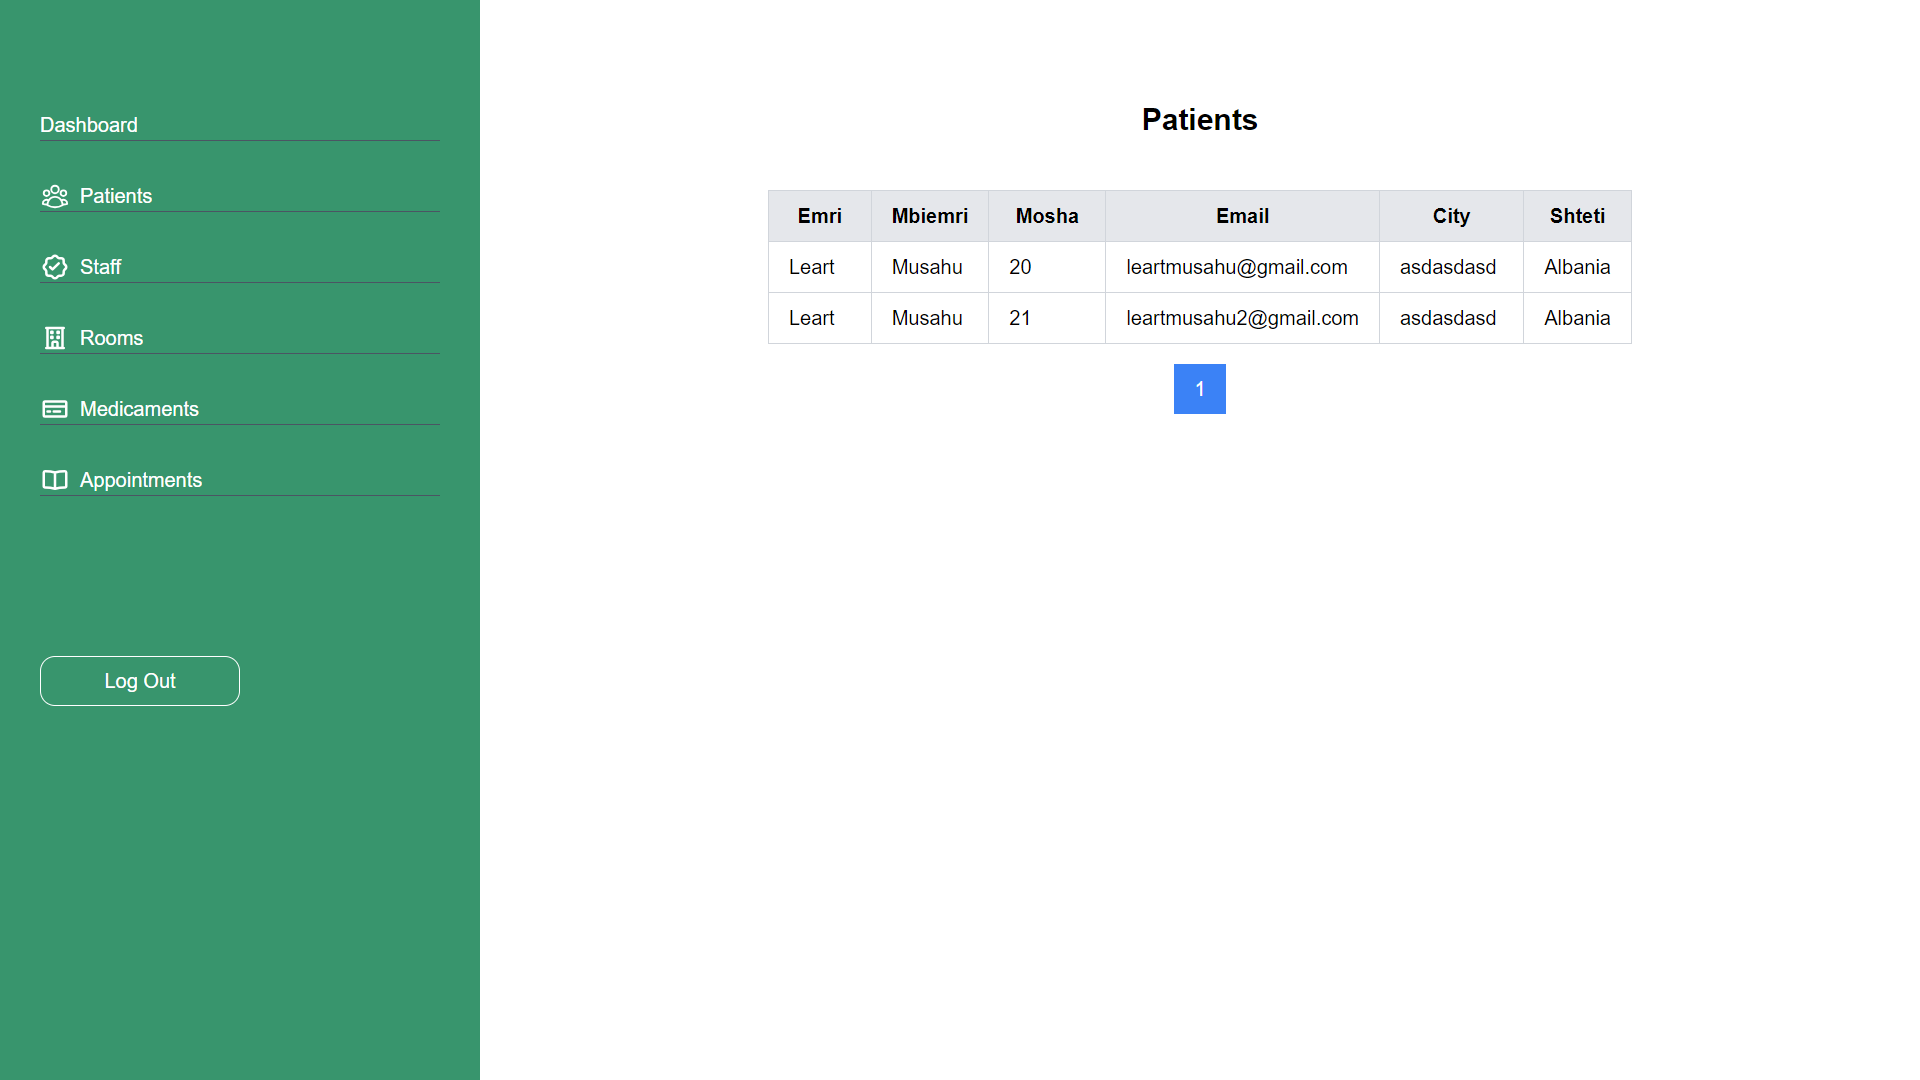 Dashboard
Patients
Staff
Rooms
Medicaments
Appointments
Log Out
Patients
Emri Mbiemri Mosha Email City Shteti
Leart Musahu 20 leartmusahu@gmail.com asdasdasd Albania
Leart Musahu 21 leartmusahu2@gmail.com asdasdasd Albania
1